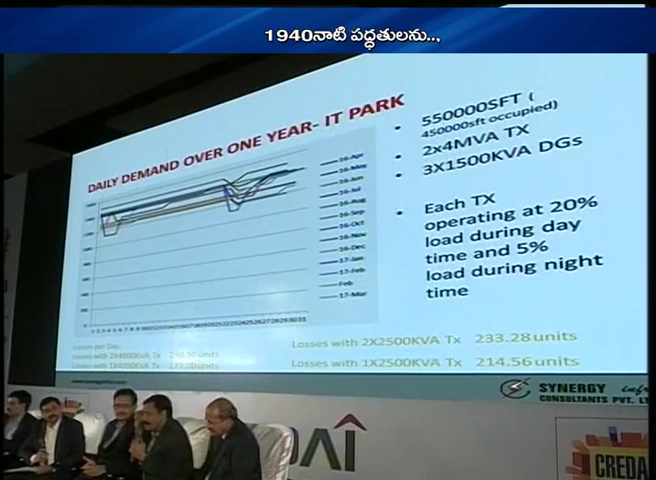 1940నాటి పద్ధతులను..,
DAILY DEMAND OVER ONE YEAR- IT PARK
16-Apr
16-May
16-Jun
16-Jul
16-Aug
16-Sep
16-Oct
16-Nov
16-Dec
17-Jan
17-Feb
Feb
17-Mar
• 550000SFT (
450000sft occupied)
• 2x4MVA TX
• 3X1500KVA DGs
• Each TX
operating at 20%
load during day
time and 5%
load during night
time
Losses per Day
Losses with 2X2500KVA Tx 233.28units
Losses with 1X2500KVA Tx 214.56units
SYNERGY infra
CONSULTANTS PVT. LT
CREDA